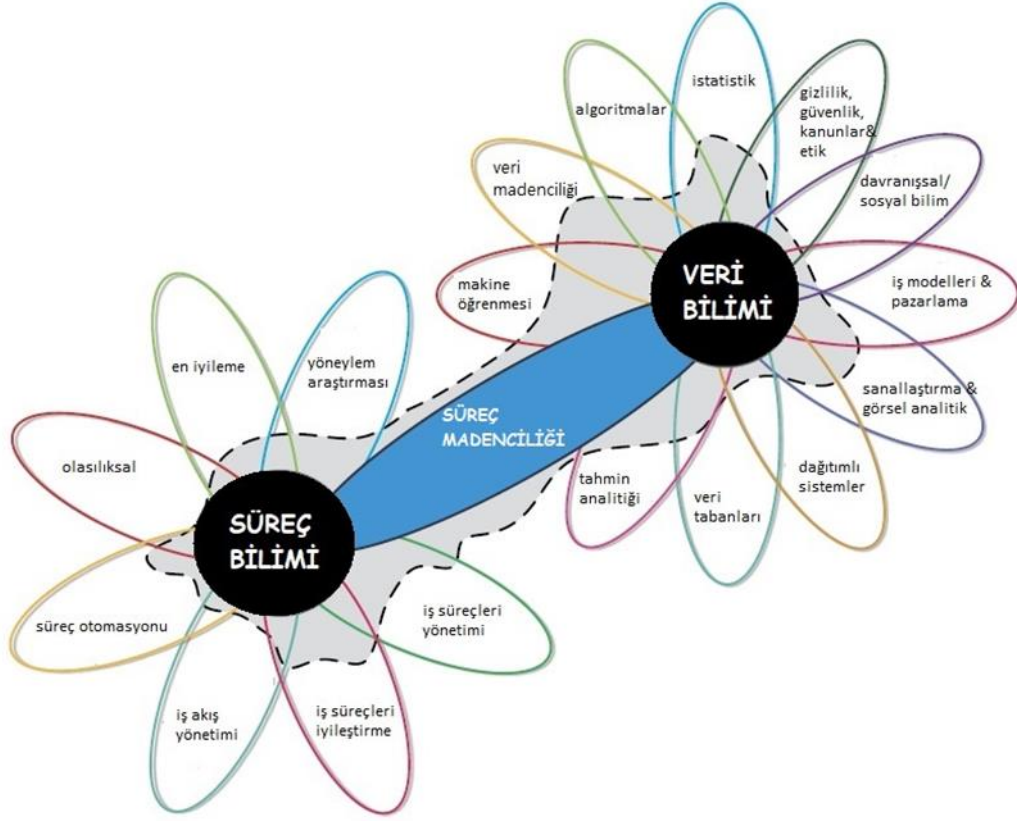 istatistik
algoritmalar
gizlilik,
güvenlik,
kanunlar&
etik
veri
madenciliği
davranışsal/
sosyal bilim
VERİ
BİLİMİ
makine
öğrenmesi
iş modelleri &
pazarlama
en iyileme
yöneylem
araştırması
sanallaştırma &
görsel analitik
SÜREÇ
MADENCİLİĞİ
olasılıksal
tahmin
analitiği
veri
tabanları
dağıtımlı
sistemler
SÜREÇ
BİLİMİ
süreç otomasyonu
iş süreçleri
yönetimi
iş akış
yönetimi
iş süreçleri
iyileştirme